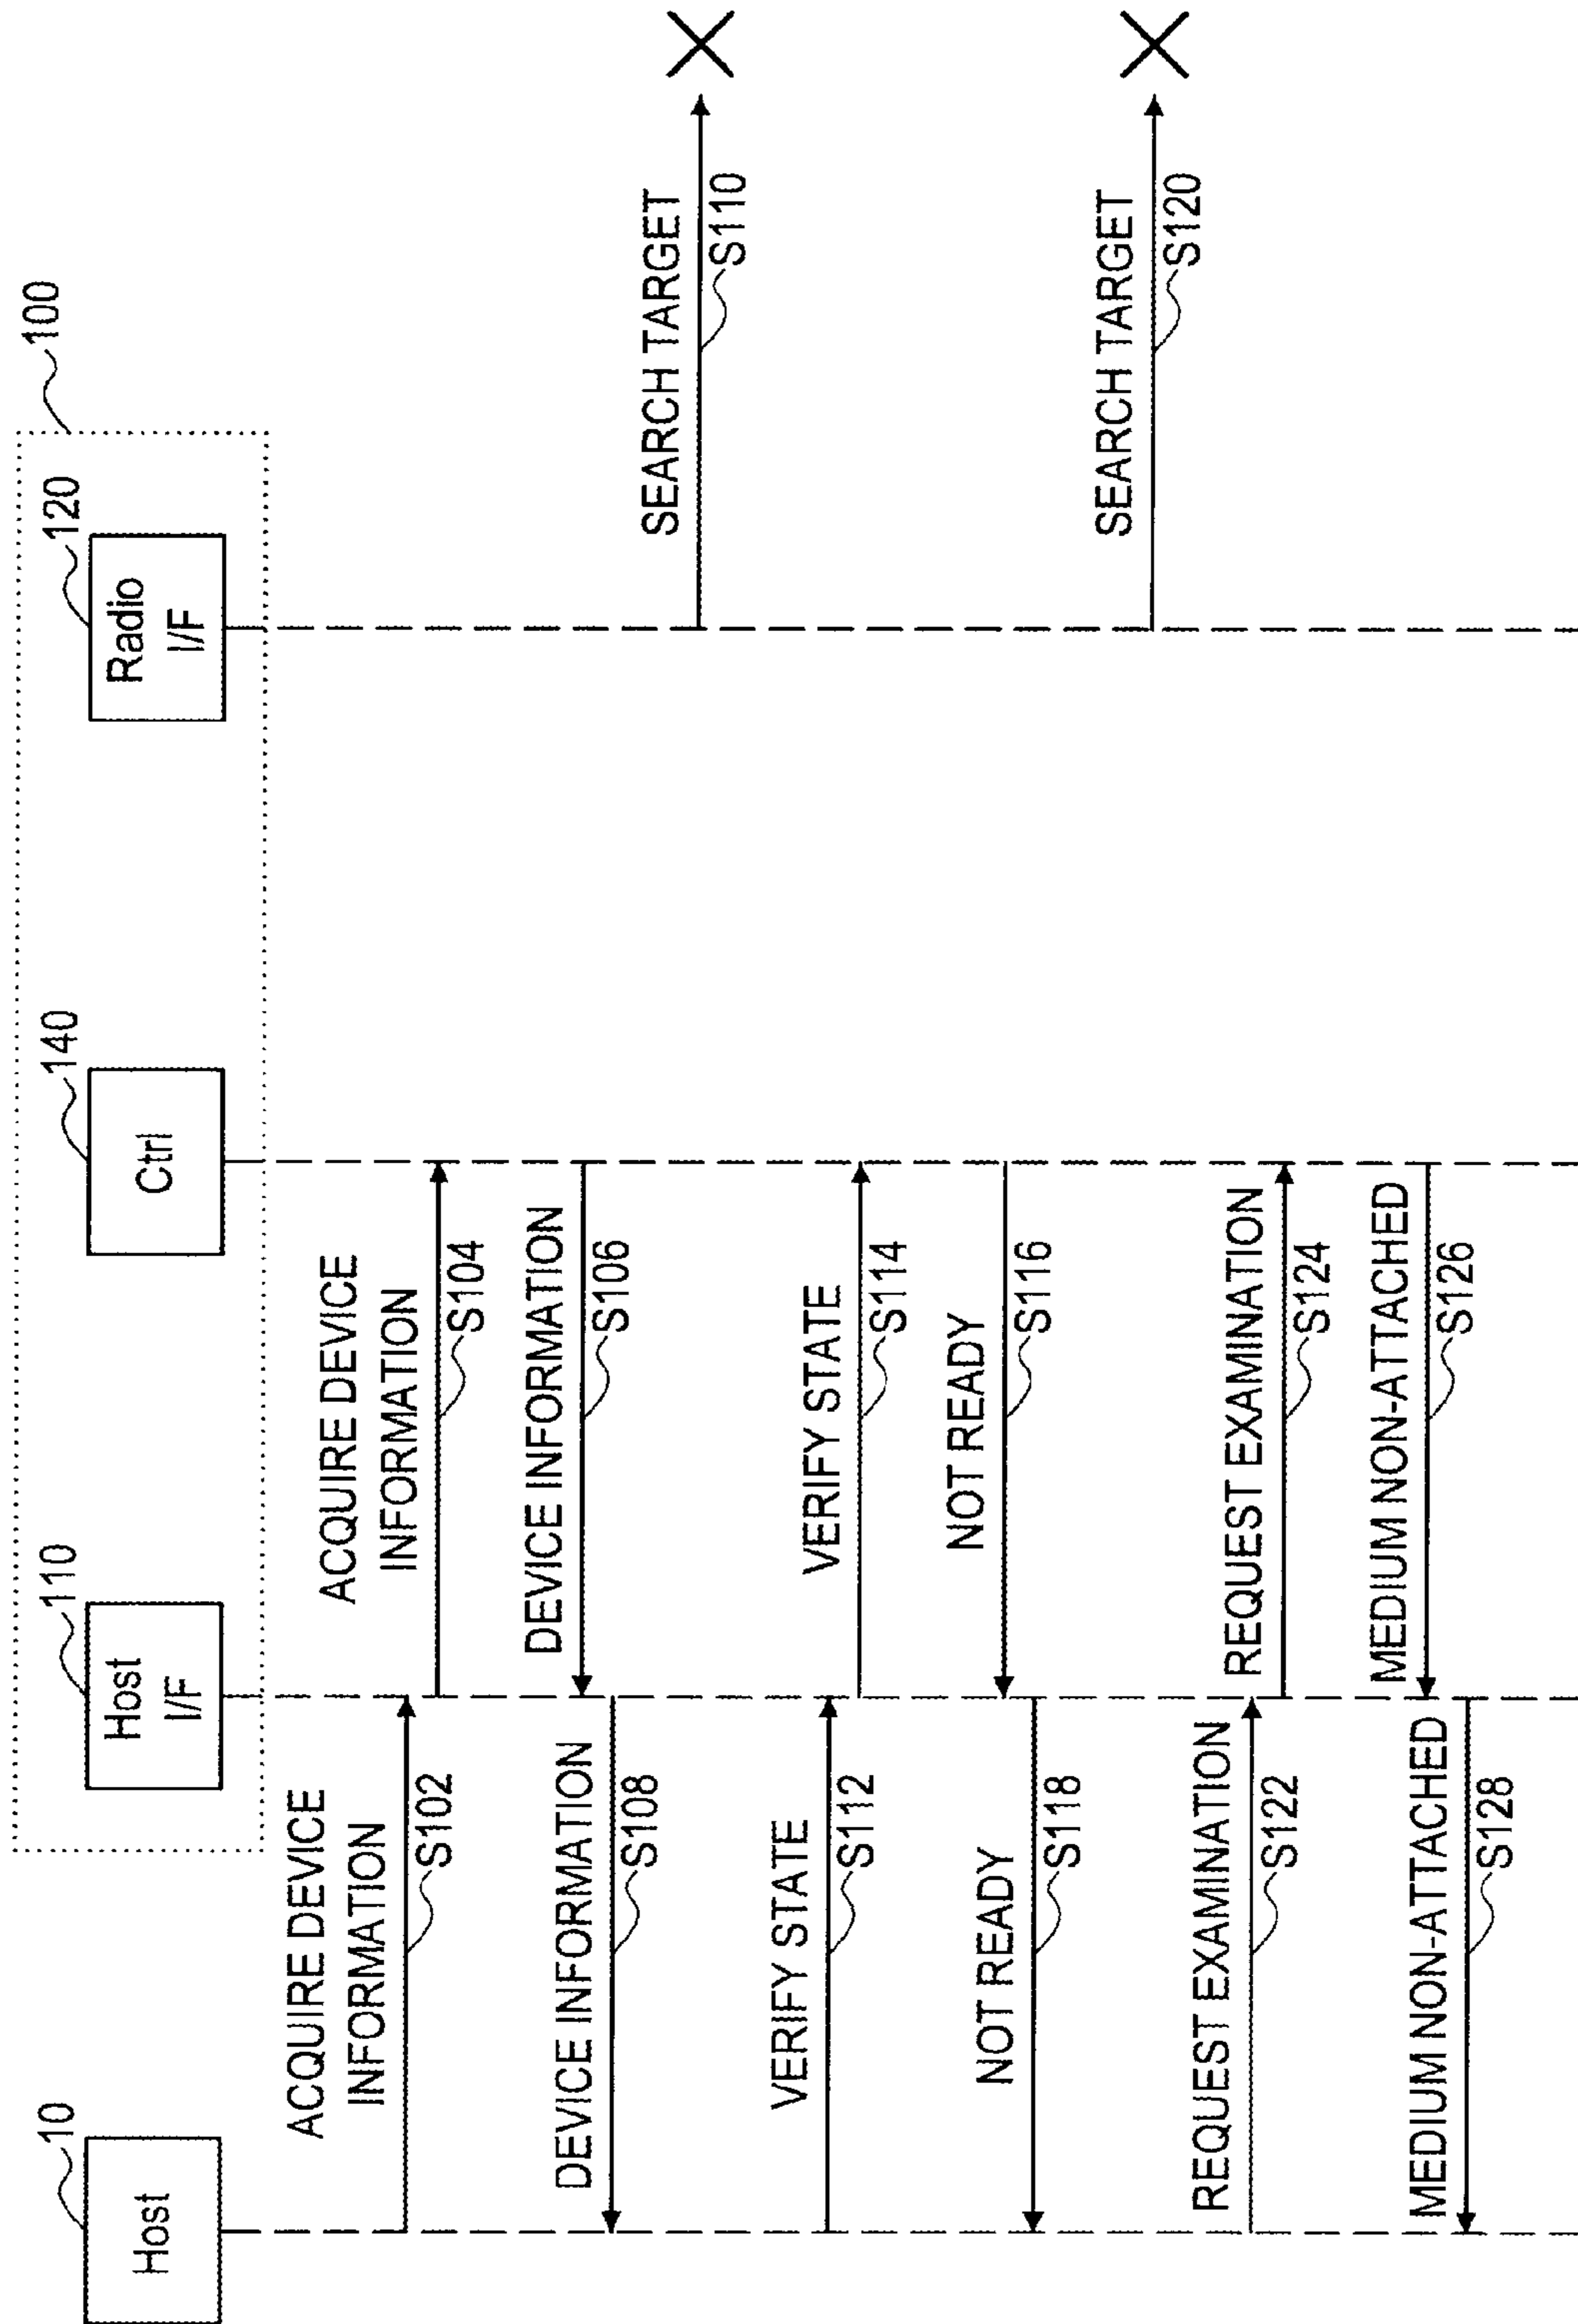 10
Host
110
Host
I/F
140
Ctrl
120
Radio
I/F
100
ACQUIRE DEVICE
INFORMATION
S102
ACQUIRE DEVICE
INFORMATION
S104
DEVICE INFORMATION
S106
DEVICE INFORMATION
S108
SEARCH TARGET
S110
VERIFY STATE
S112
VERIFY STATE
S114
NOT READY
S116
NOT READY
S118
SEARCH TARGET
S120
REQUEST EXAMINATION
S122
REQUEST EXAMINATION
S124
MEDIUM NON-ATTACHED
S126
MEDIUM NON-ATTACHED
S128